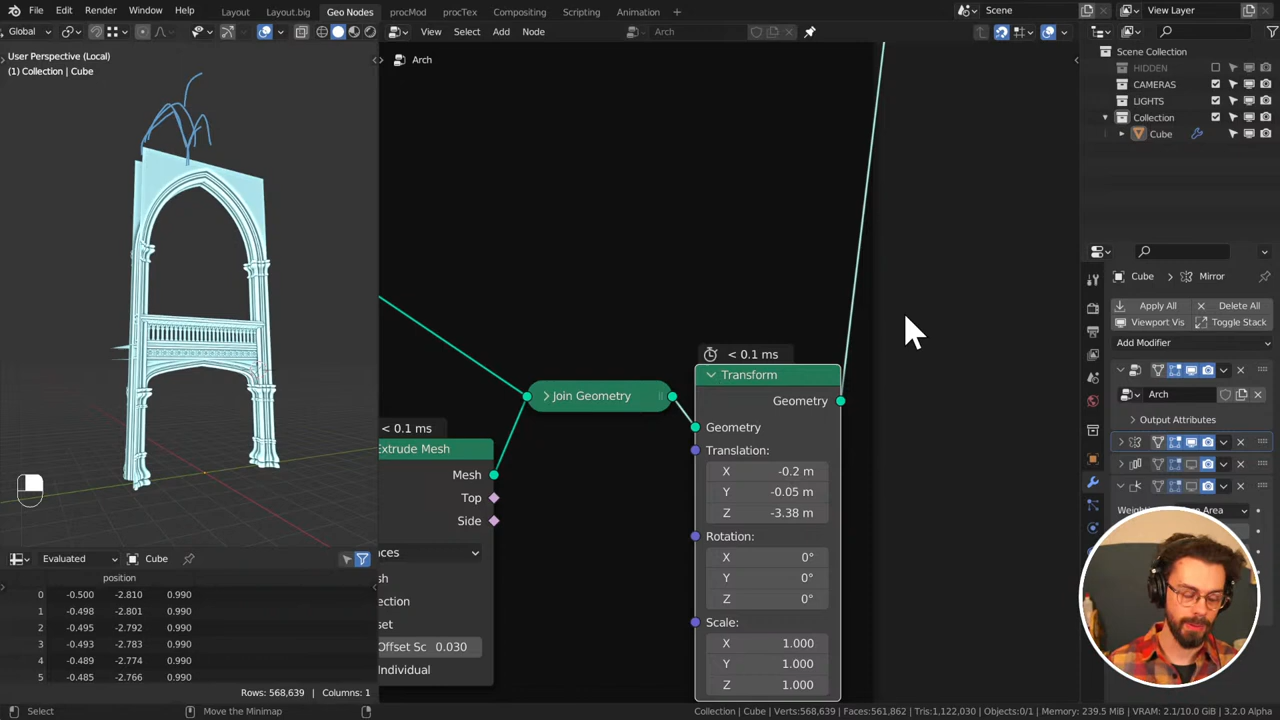 File Edit Render Window Help Layout Layout.big Geo Nodes procMod procTex Compositing Scripting Animation + Scene View Layer
Global View Select Add Node Arch
User Perspective (Local)
(1) Collection | Cube
Arch
Scene Collection
HIDDEN
CAMERAS
LIGHTS
Collection
Cube
Cube Mirror
Apply All Delete All
Viewport Vis Toggle Stack
Add Modifier
Arch
Output Attributes
< 0.1 ms
Transform
Geometry
Geometry
Translation:
X -0.2 m
Y -0.05 m
Z -3.38 m
Rotation:
X 0°
Y 0°
Z 0°
Scale:
X 1.000
Y 1.000
Z 1.000
Join Geometry
< 0.1 ms
Extrude Mesh
Mesh
Top
Side
Offset Sc 0.030
Individual
Evaluated Cube
position
0 -0.500 -2.810 0.990
1 -0.498 -2.801 0.990
2 -0.495 -2.792 0.990
3 -0.493 -2.783 0.990
4 -0.489 -2.774 0.990
5 -0.485 -2.766 0.990
Rows: 568,639 | Columns: 1
Select Move the Minimap Collection | Cube | Verts:568,639 | Faces:561,862 | Tris:1,122,030 | Objects:0/1 | Memory: 239.5 MiB | VRAM: 2.1/10.0 GiB | 3.2.0 Alpha